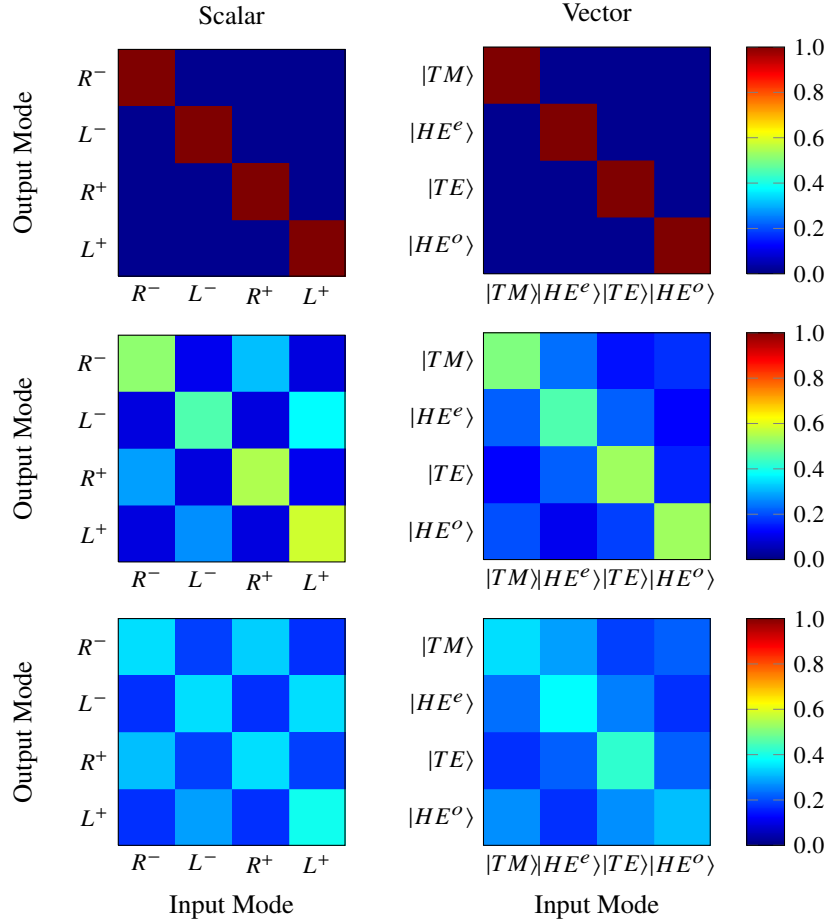 Scalar Vector
R⁻ |TM⟩ 1.0
0.8
L⁻ |HEᵉ⟩
Output Mode 0.6
R⁺ |TE⟩ 0.4
0.2
L⁺ |HEᵒ⟩
0.0
R⁻ L⁻ R⁺ L⁺ |TM⟩ |HEᵉ⟩ |TE⟩ |HEᵒ⟩
R⁻ |TM⟩ 1.0
0.8
L⁻ |HEᵉ⟩
Output Mode 0.6
R⁺ |TE⟩ 0.4
0.2
L⁺ |HEᵒ⟩
0.0
R⁻ L⁻ R⁺ L⁺ |TM⟩ |HEᵉ⟩ |TE⟩ |HEᵒ⟩
R⁻ |TM⟩ 1.0
0.8
L⁻ |HEᵉ⟩
Output Mode 0.6
R⁺ |TE⟩ 0.4
0.2
L⁺ |HEᵒ⟩
0.0
R⁻ L⁻ R⁺ L⁺ |TM⟩ |HEᵉ⟩ |TE⟩ |HEᵒ⟩
Input Mode Input Mode